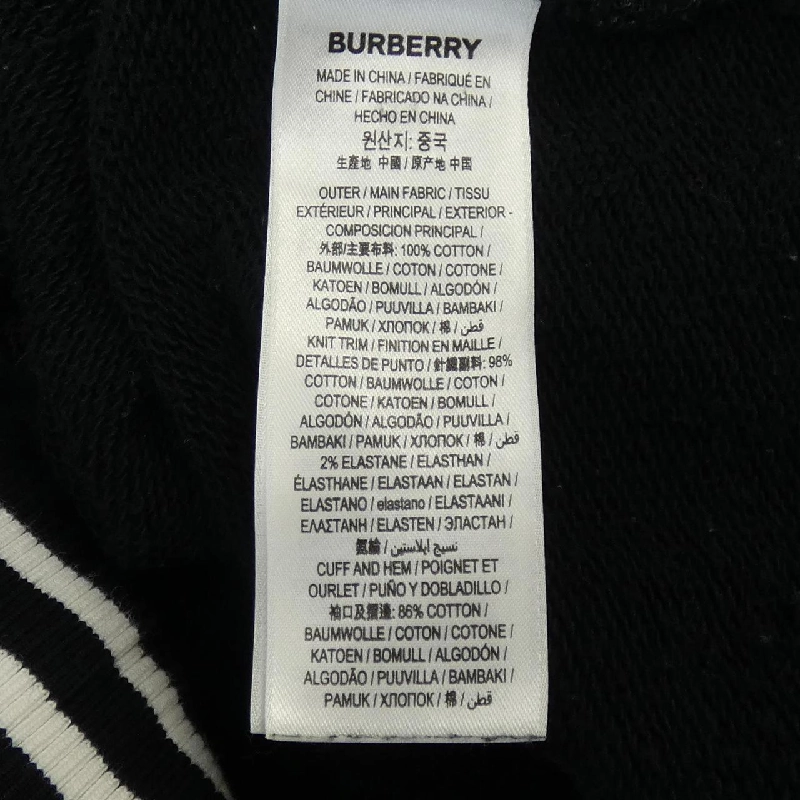 BURBERRY
MADE IN CHINA / FABRIQUÉ EN
CHINE / FABRICADO NA CHINA /
HECHO EN CHINA
원산지: 중국
生產地 中國 / 原产地 中国
OUTER / MAIN FABRIC / TISSU
EXTÉRIEUR / PRINCIPAL / EXTERIOR -
COMPOSICION PRINCIPAL /
外部/主要布料: 100% COTTON /
BAUMWOLLE / COTON / COTONE /
KATOEN / BOMULL / ALGODÓN /
ALGODÃO / PUUVILLA / BAMBAKI /
PAMUK / ХЛОПОК / 棉 / قطن
KNIT TRIM / FINITION EN MAILLE /
DETALLES DE PUNTO / 針織副料: 98%
COTTON / BAUMWOLLE / COTON /
COTONE / KATOEN / BOMULL /
ALGODÓN / ALGODÃO / PUUVILLA /
BAMBAKI / PAMUK / ХЛОПОК / 棉 / قطن
2% ELASTANE / ELASTHAN /
ÉLASTHANE / ELASTAAN / ELASTAN /
ELASTANO / elastano / ELASTAANI /
ΕΛΑΣΤΑΝΗ / ELASTEN / ЭЛАСТАН /
氨綸 / نسيج ايلاستين
CUFF AND HEM / POIGNET ET
OURLET / PUÑO Y DOBLADILLO /
袖口及摺邊: 86% COTTON /
BAUMWOLLE / COTON / COTONE /
KATOEN / BOMULL / ALGODÓN /
ALGODÃO / PUUVILLA / BAMBAKI /
PAMUK / ХЛОПОК / 棉 / قطن